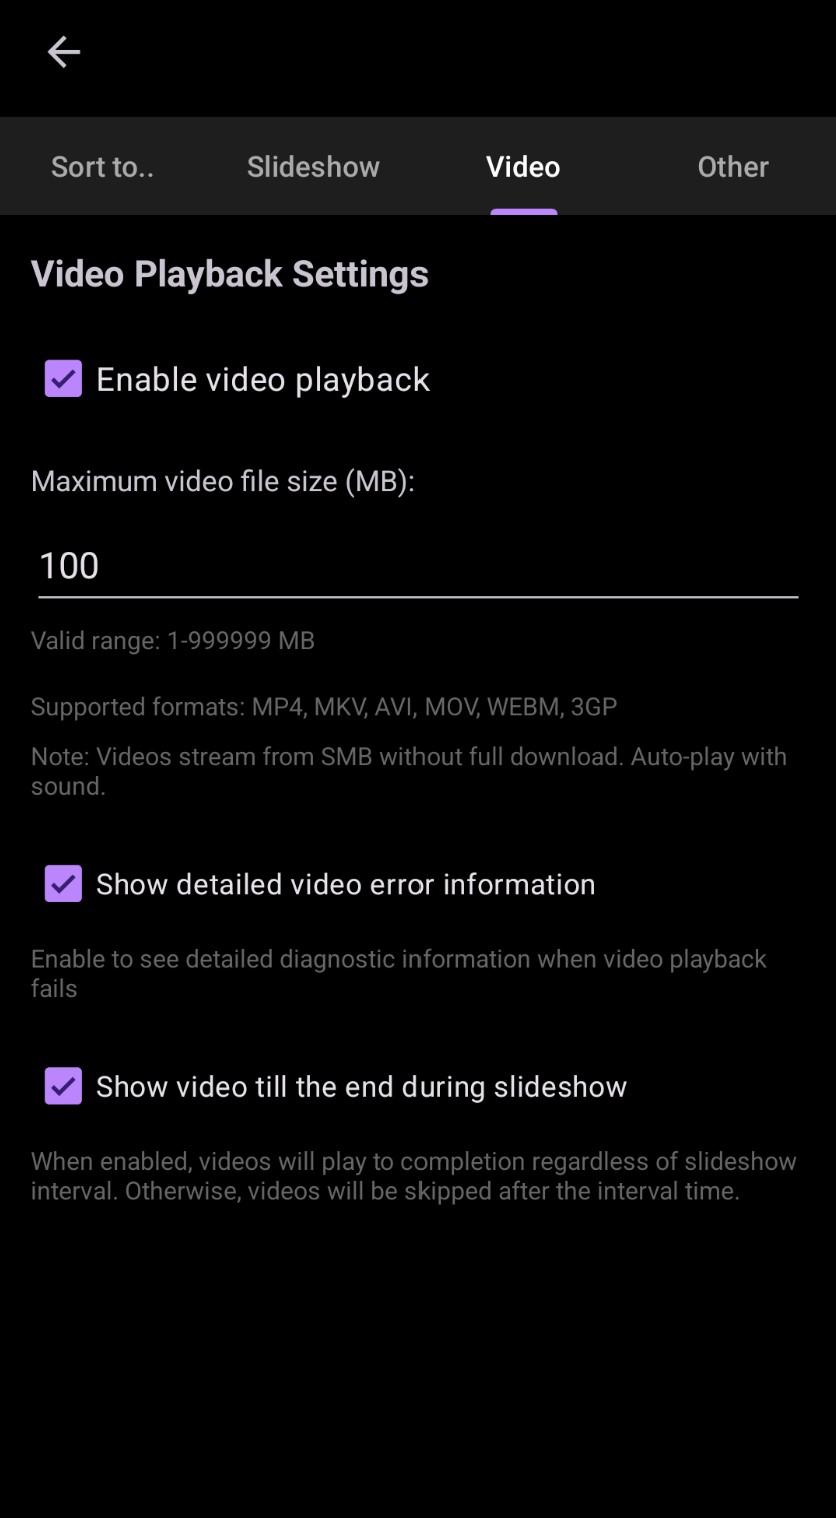 Sort to..
Slideshow
Video
Other
Video Playback Settings
Enable video playback
Maximum video file size (MB):
100
Valid range: 1-999999 MB
Supported formats: MP4, MKV, AVI, MOV, WEBM, 3GP
Note: Videos stream from SMB without full download. Auto-play with
sound.
Show detailed video error information
Enable to see detailed diagnostic information when video playback
fails
Show video till the end during slideshow
When enabled, videos will play to completion regardless of slideshow
interval. Otherwise, videos will be skipped after the interval time.